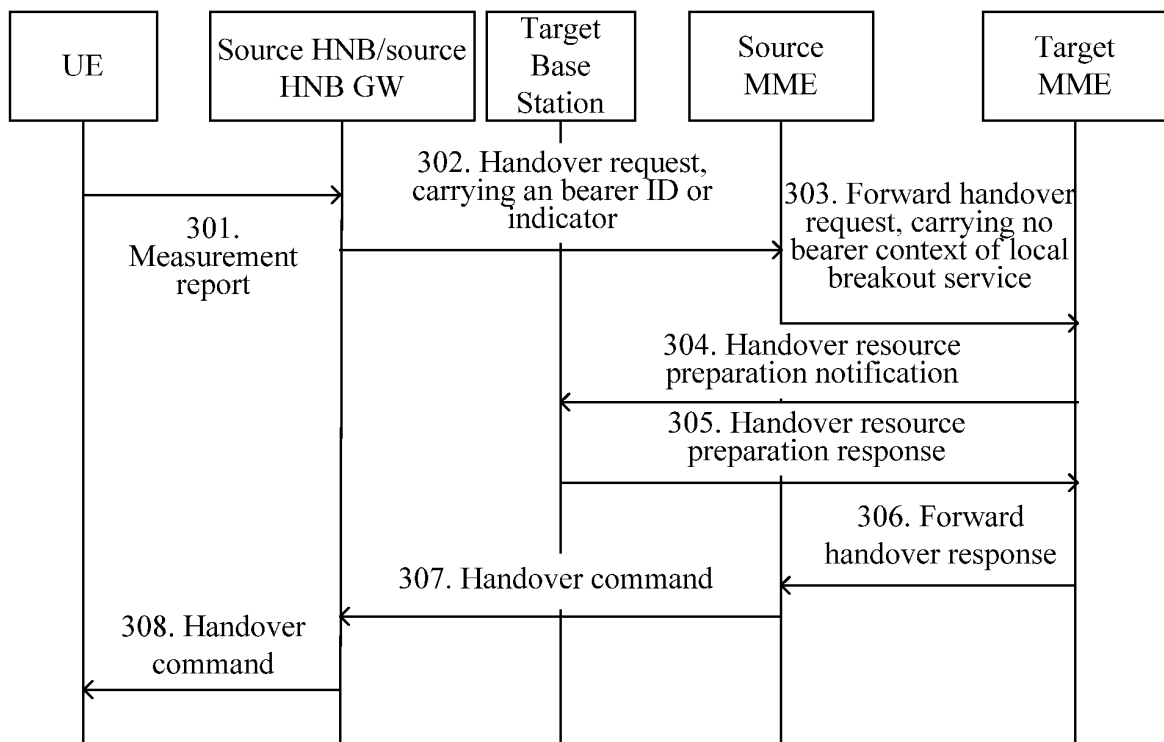 UE
Source HNB/source
HNB GW
Target
Base
Station
Source
MME
Target
MME
302. Handover request,
carrying an bearer ID or
indicator
303. Forward handover
request, carrying no
bearer context of local
breakout service
301.
Measurement
report
304. Handover resource
preparation notification
305. Handover resource
preparation response
306. Forward
handover response
307. Handover command
308. Handover
command